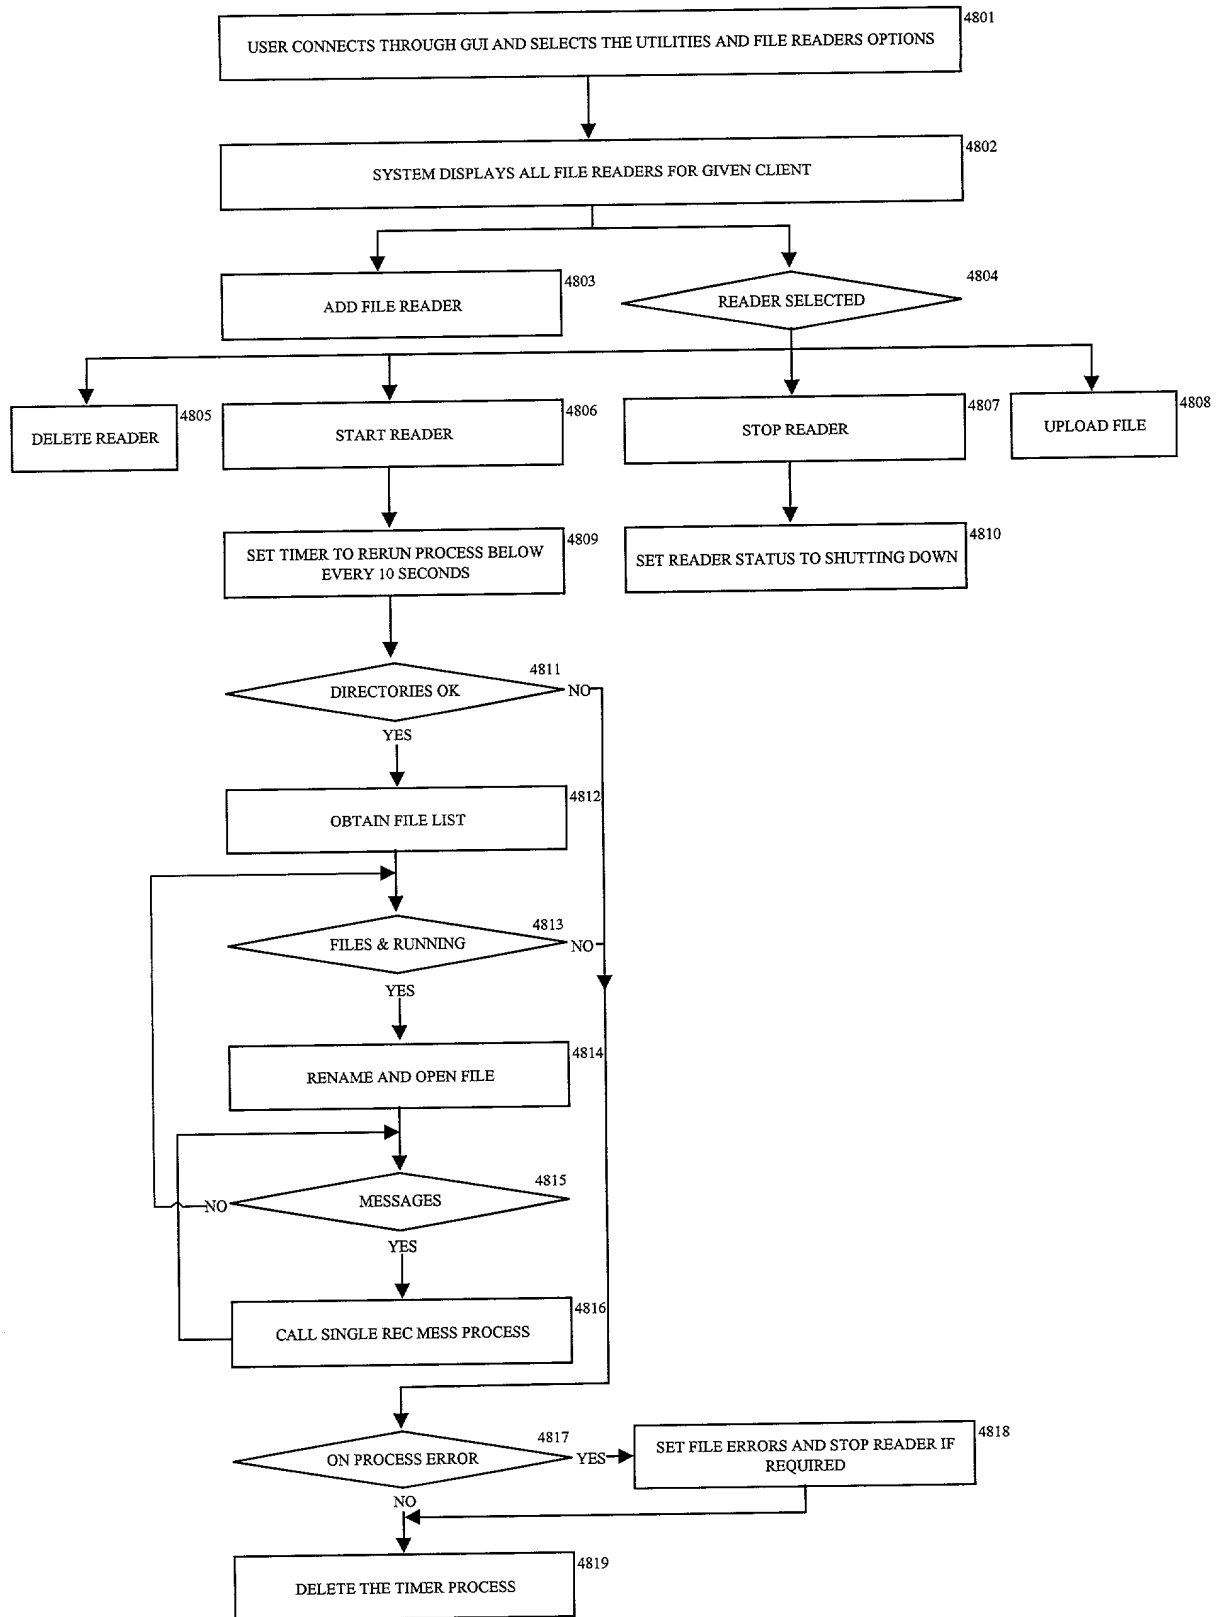 4801
USER CONNECTS THROUGH GUI AND SELECTS THE UTILITIES AND FILE READERS OPTIONS
4802
SYSTEM DISPLAYS ALL FILE READERS FOR GIVEN CLIENT
4803
ADD FILE READER
4804
READER SELECTED
4805
DELETE READER
4806
START READER
4807
STOP READER
4808
UPLOAD FILE
4809
SET TIMER TO RERUN PROCESS BELOW
EVERY 10 SECONDS
4810
SET READER STATUS TO SHUTTING DOWN
4811
DIRECTORIES OK
NO
YES
4812
OBTAIN FILE LIST
4813
FILES & RUNNING
NO
YES
4814
RENAME AND OPEN FILE
4815
MESSAGES
NO
YES
4816
CALL SINGLE REC MESS PROCESS
4817
ON PROCESS ERROR
YES
4818
SET FILE ERRORS AND STOP READER IF
REQUIRED
NO
4819
DELETE THE TIMER PROCESS